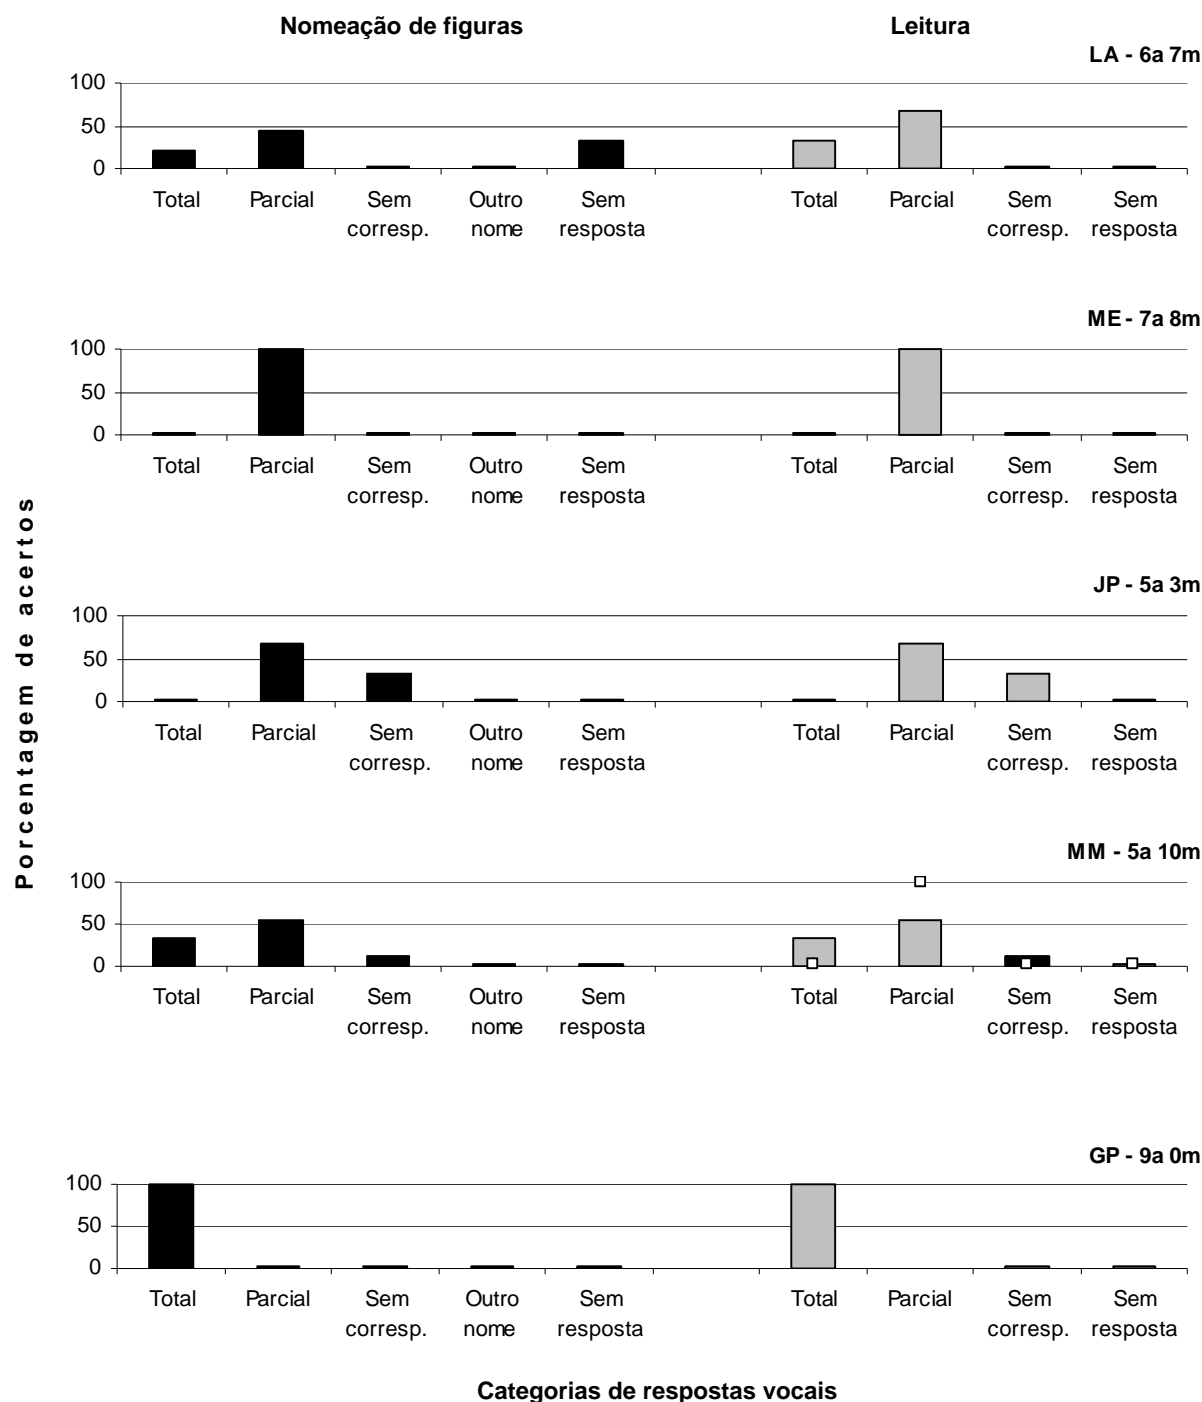 Nomeação de figuras Leitura
LA - 6a 7m
100
50
0
Total Parcial Sem corresp. Outro nome Sem resposta Total Parcial Sem corresp. Sem resposta
ME - 7a 8m
100
50
0
Total Parcial Sem corresp. Outro nome Sem resposta Total Parcial Sem corresp. Sem resposta
JP - 5a 3m
100
50
0
Total Parcial Sem corresp. Outro nome Sem resposta Total Parcial Sem corresp. Sem resposta
Porcentagem de acertos
MM - 5a 10m
100
50
0
Total Parcial Sem corresp. Outro nome Sem resposta Total Parcial Sem corresp. Sem resposta
GP - 9a 0m
100
50
0
Total Parcial Sem corresp. Outro nome Sem resposta Total Parcial Sem corresp. Sem resposta
Categorias de respostas vocais